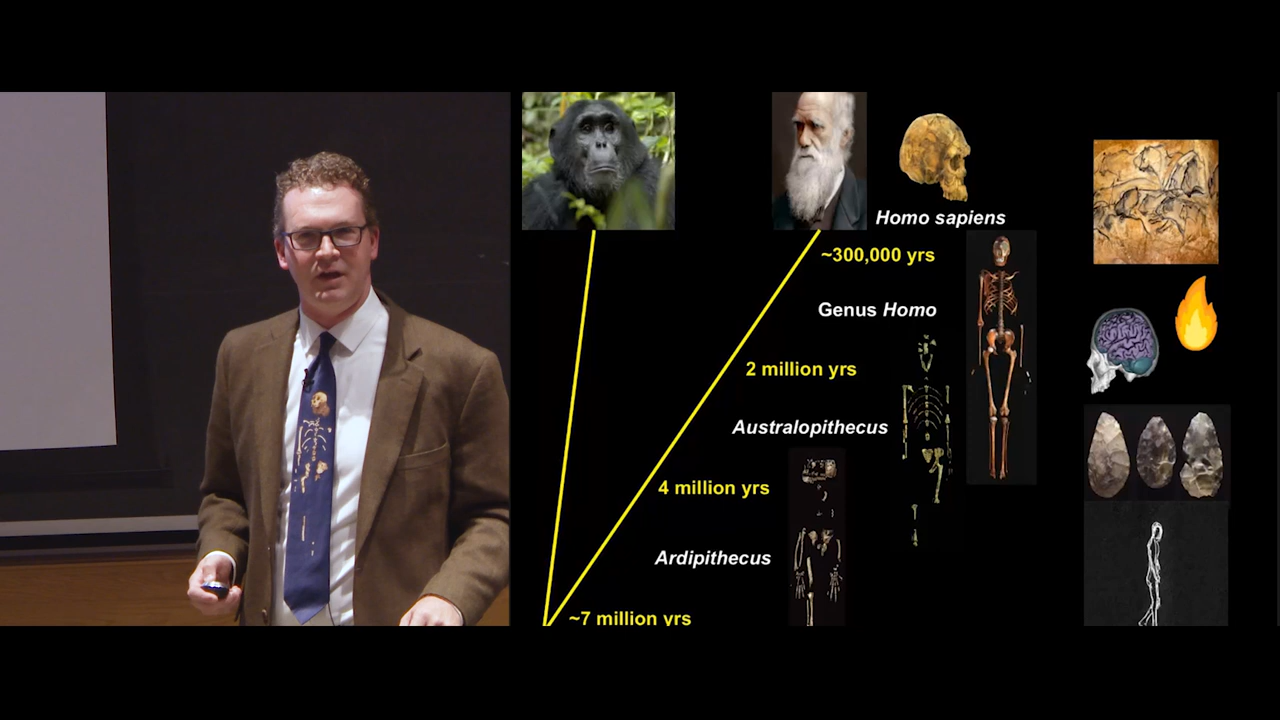 Homo sapiens
~300,000 yrs
Genus Homo
2 million yrs
Australopithecus
4 million yrs
Ardipithecus
~7 million yrs